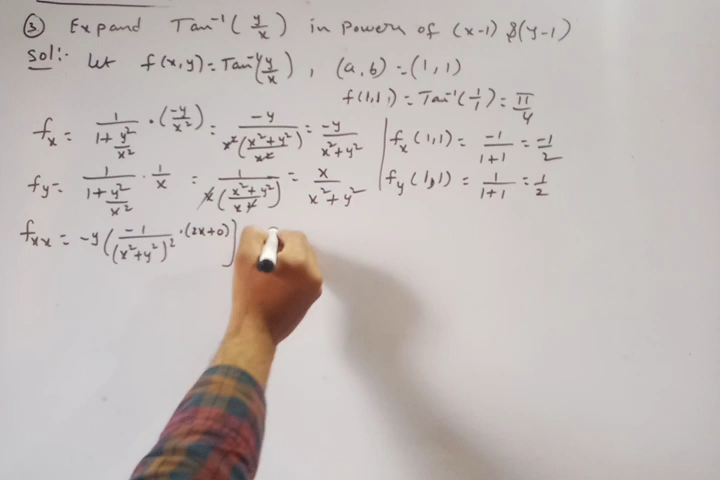 ③ Expand Tan⁻¹(y/x) in Powers of (x-1) & (y-1)
Sol:- Let f(x,y) = Tan⁻¹(y/x), (a,b) = (1,1)
f(1,1) = Tan⁻¹(1/1) = π/4
fx = 1/(1+y²/x²) · (-y/x²) = -y/(x²((x²+y²)/x²)) = -y/(x²+y²)
fx(1,1) = -1/(1+1) = -1/2
fy = 1/(1+y²/x²) · 1/x = 1/(x((x²+y²)/x²)) = x/(x²+y²)
fy(1,1) = 1/(1+1) = 1/2
fxx = -y(-1/(x²+y²)² · (2x+0)]